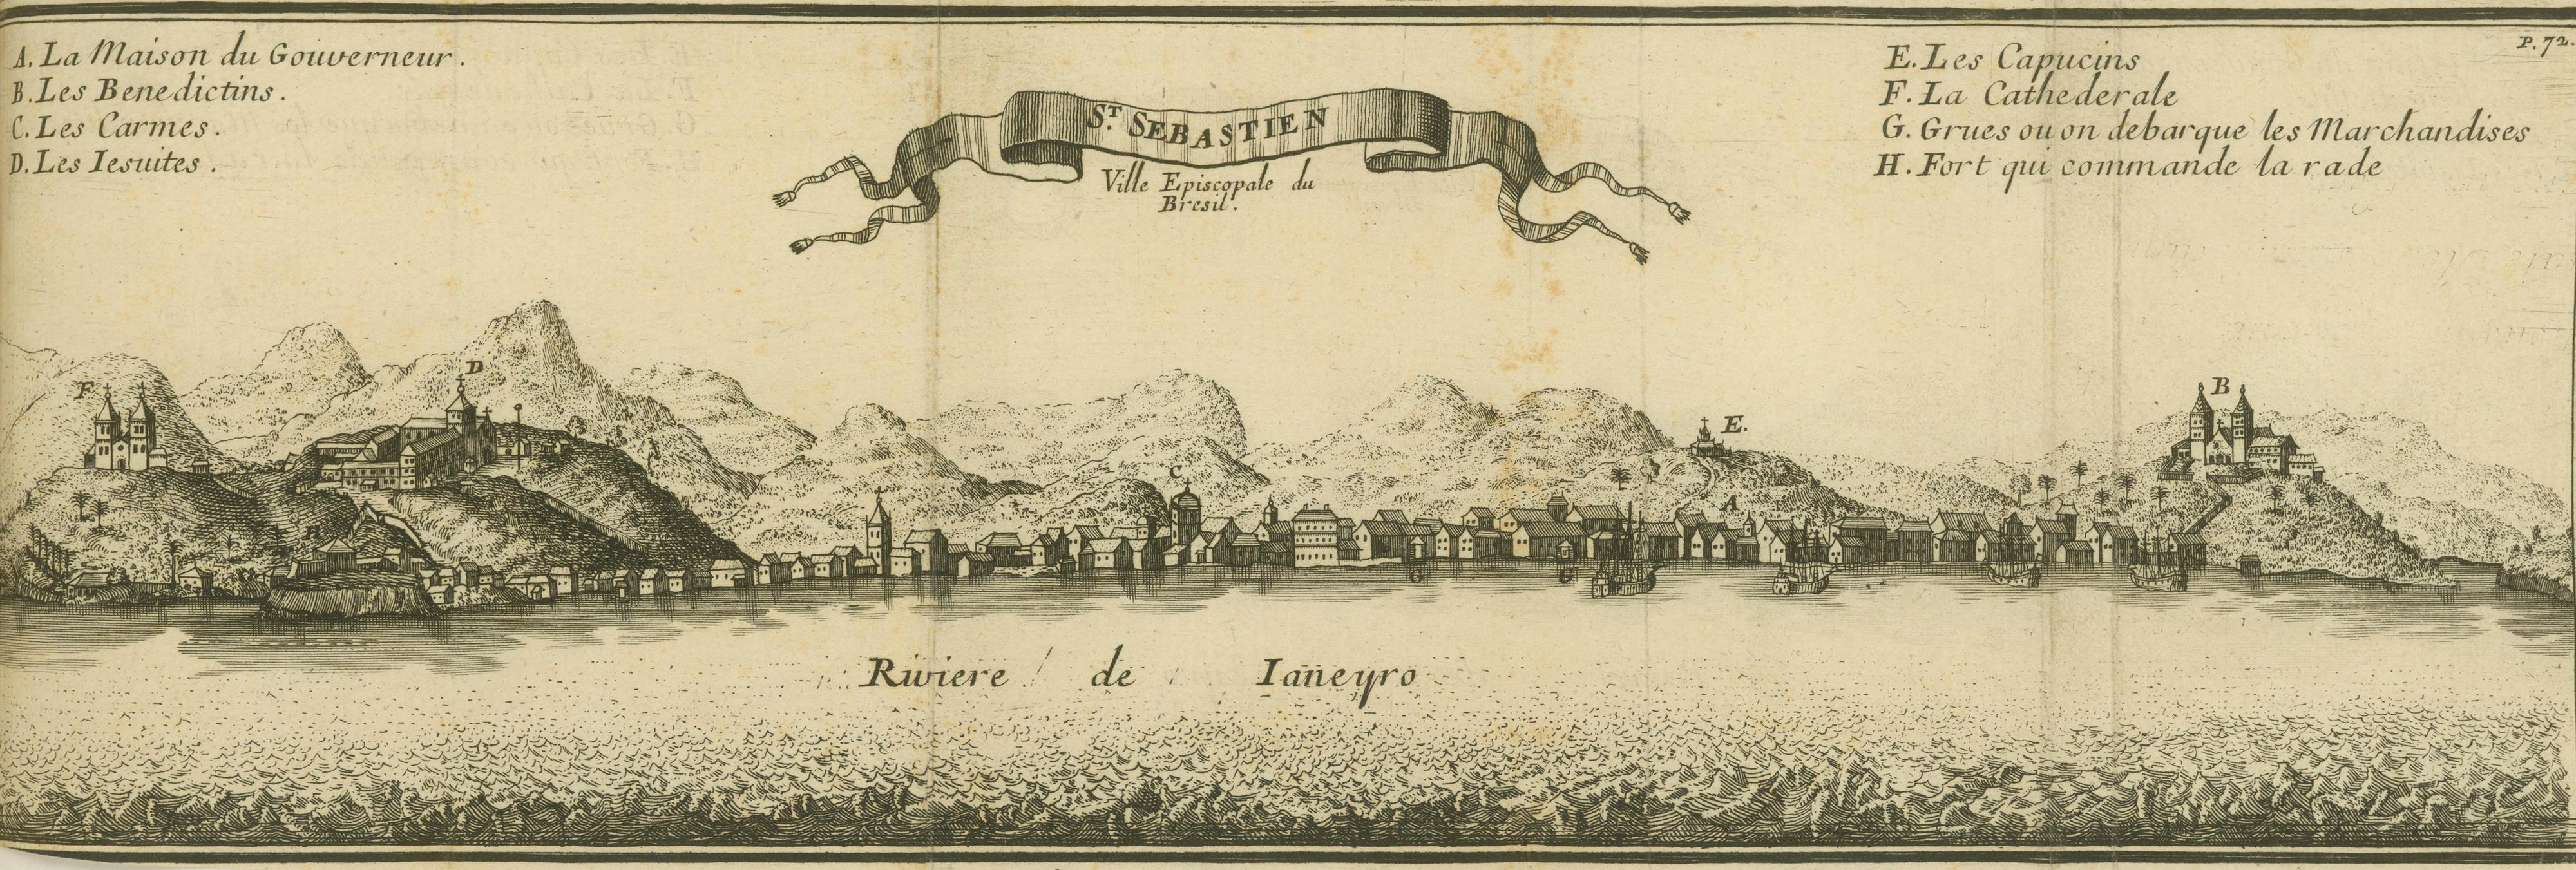 P. 72.
A. La Maison du Gouverneur.
B. Les Benedictins.
C. Les Carmes.
D. Les Iesuites.
E. Les Capucins
F. La Cathederale
G. Grues ou on debarque les Marchandises
H. Fort qui commande la rade
ST. SEBASTIEN
Ville Episcopale du
Bresil.
F
D
H
C
E.
A
B
G
G
Riviere de Ianeyro